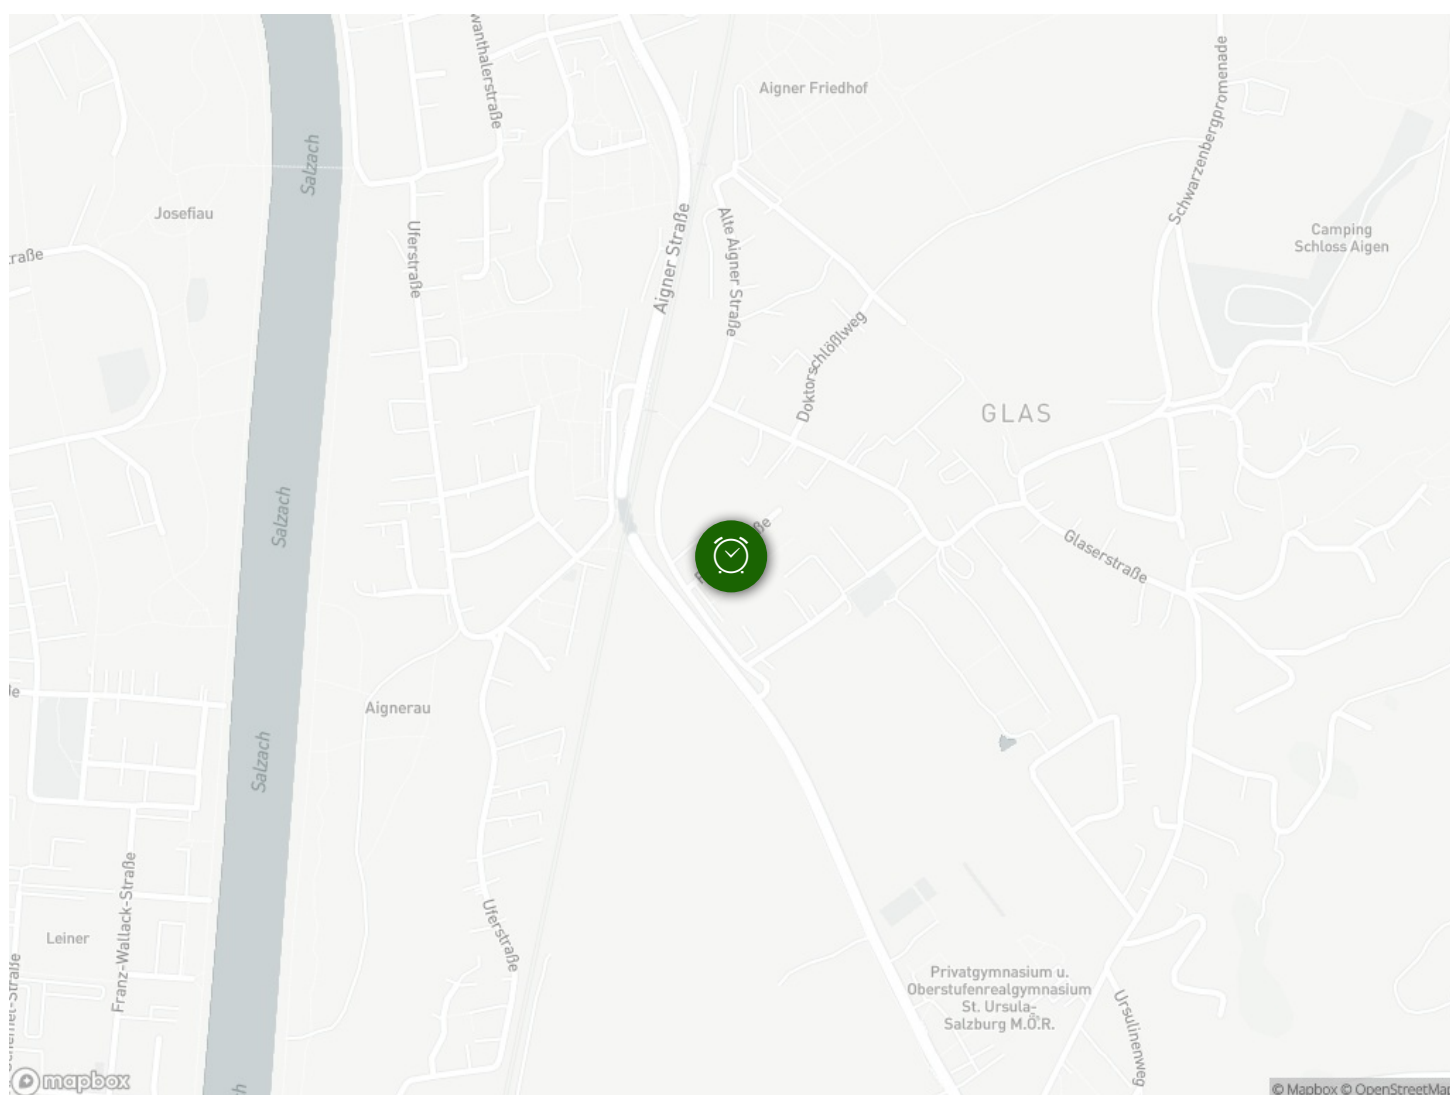 Aigner Friedhof
Schwarzenbergpromenade
Salzach
Josefiau
Uferstraße
Aigner Straße
Alte Aigner Straße
Camping
Schloss Aigen
Doktorschlößlweg
GLAS
Salzach
Glaserstraße
Aignerau
Salzach
Franz-Wallack-Straße
Uferstraße
Leiner
Privatgymnasium u.
Oberstufenrealgymnasium
St. Ursula-
Salzburg M.Ö.R.
Ursulinenweg
mapbox
© Mapbox © OpenStreetMap